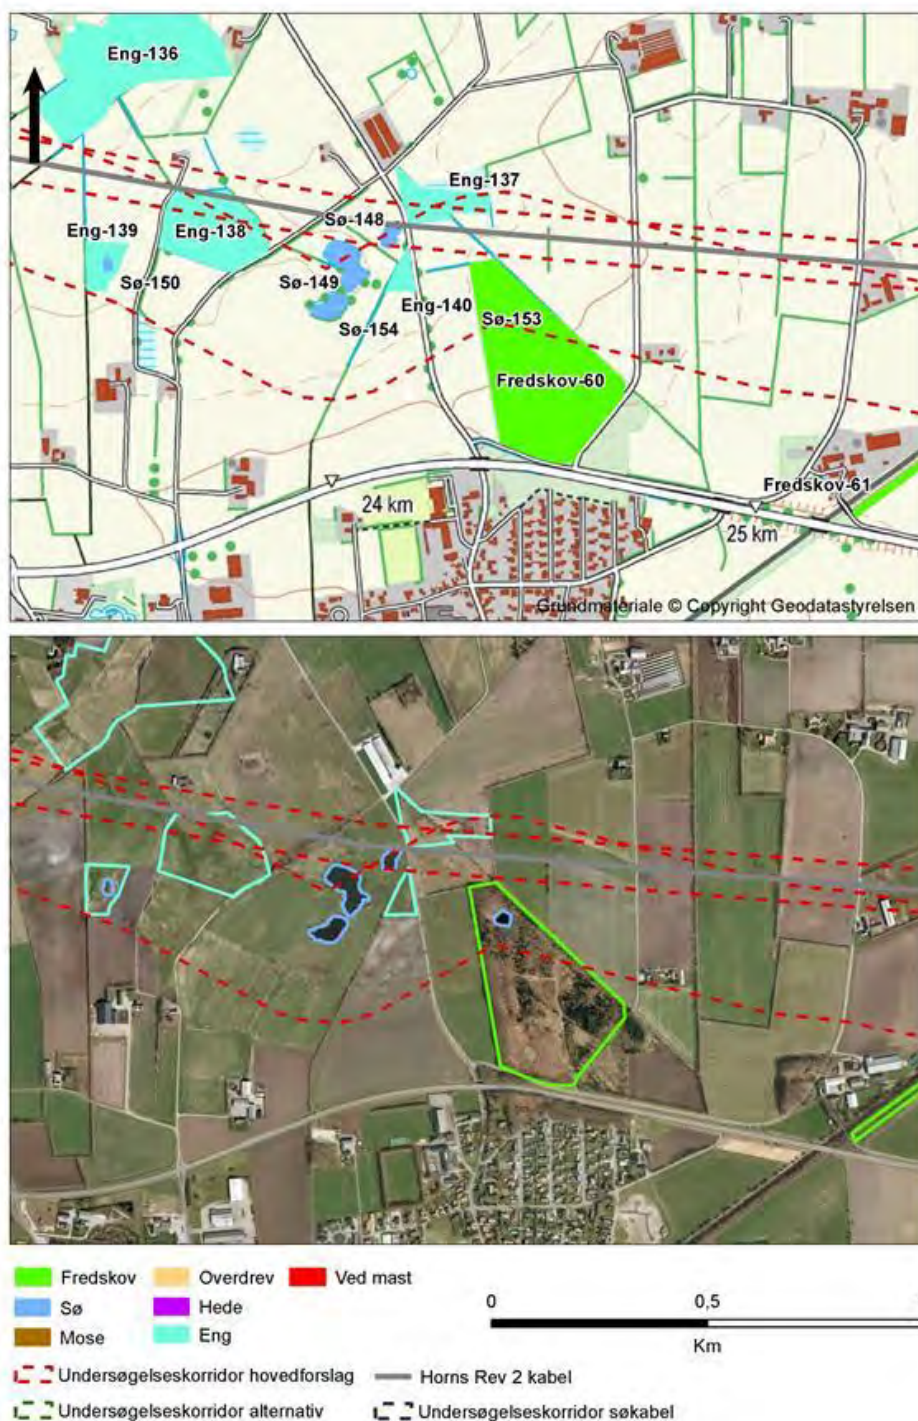 Eng-136
Eng-137
Sø-148
Eng-139
Eng-138
Sø-150
Sø-149
Eng-140
Sø-154
Sø-153
Fredskov-60
Fredskov-61
24 km
25 km
Grundmateriale © Copyright Geodatastyrelsen
Fredskov Overdrev Ved mast
Sø Hede
Mose Eng
0 0,5
Km
Undersøgelseskorridor hovedforslag Horns Rev 2 kabel
Undersøgelseskorridor alternativ Undersøgelseskorridor søkabel